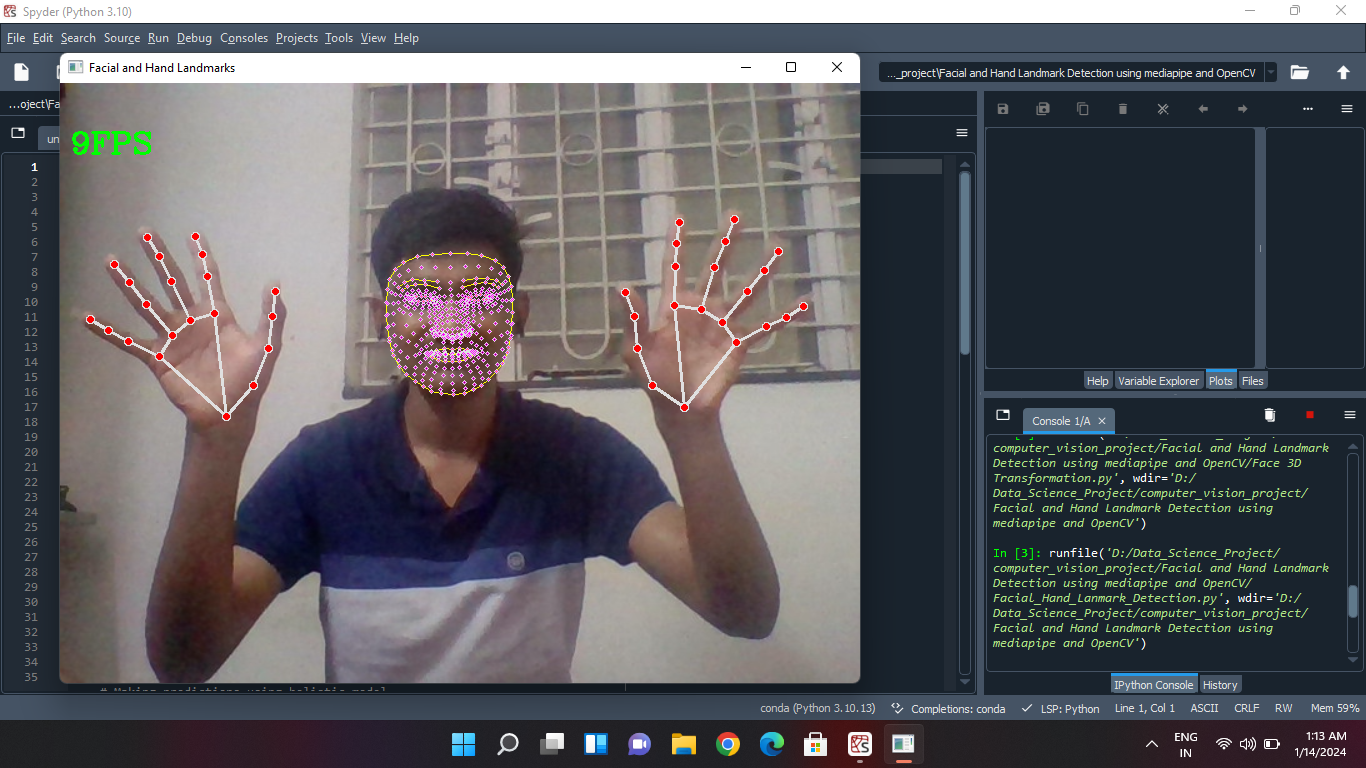 Spyder (Python 3.10)
File Edit Search Source Run Debug Consoles Projects Tools View Help
Facial and Hand Landmarks
..._project\Facial and Hand Landmark Detection using mediapipe and OpenCV
...oject\Fa
un
9FPS
1
2
3
4
5
6
7
8
9
10
11
12
13
14
15
16
17
18
19
20
21
22
23
24
25
26
27
28
29
30
31
32
33
34
35
# Making predictions using holistic model
Help Variable Explorer Plots Files
Console 1/A
computer_vision_project/Facial and Hand Landmark
Detection using mediapipe and OpenCV/Face 3D
Transformation.py', wdir='D:/
Data_Science_Project/computer_vision_project/
Facial and Hand Landmark Detection using
mediapipe and OpenCV')
In [3]: runfile('D:/Data_Science_Project/
computer_vision_project/Facial and Hand Landmark
Detection using mediapipe and OpenCV/
Facial_Hand_Lanmark_Detection.py', wdir='D:/
Data_Science_Project/computer_vision_project/
Facial and Hand Landmark Detection using
mediapipe and OpenCV')
IPython Console History
conda (Python 3.10.13) Completions: conda LSP: Python Line 1, Col 1 ASCII CRLF RW Mem 59%
ENG
IN
1:13 AM
1/14/2024